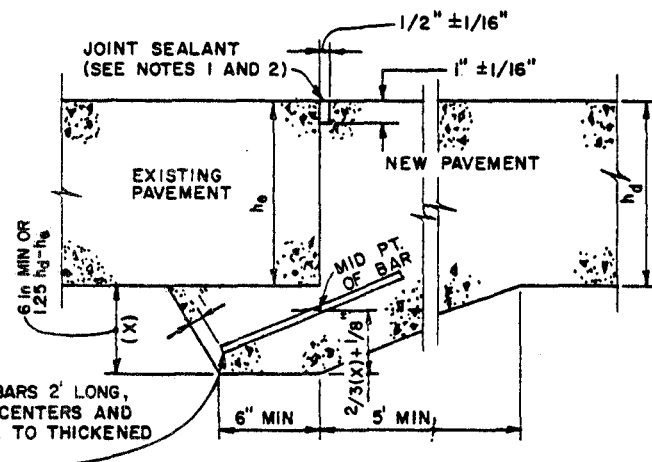 1/2" ±1/16"
JOINT SEALANT
(SEE NOTES 1 AND 2)
1" ±1/16"
EXISTING
PAVEMENT
NEW PAVEMENT
he
hd
MID PT.
OF BAR
6 in MIN OR
1.25 hd-he
(X)
2/3(X)+1/8
BARS 2' LONG,
CENTERS AND
TO THICKENED
6" MIN
5' MIN